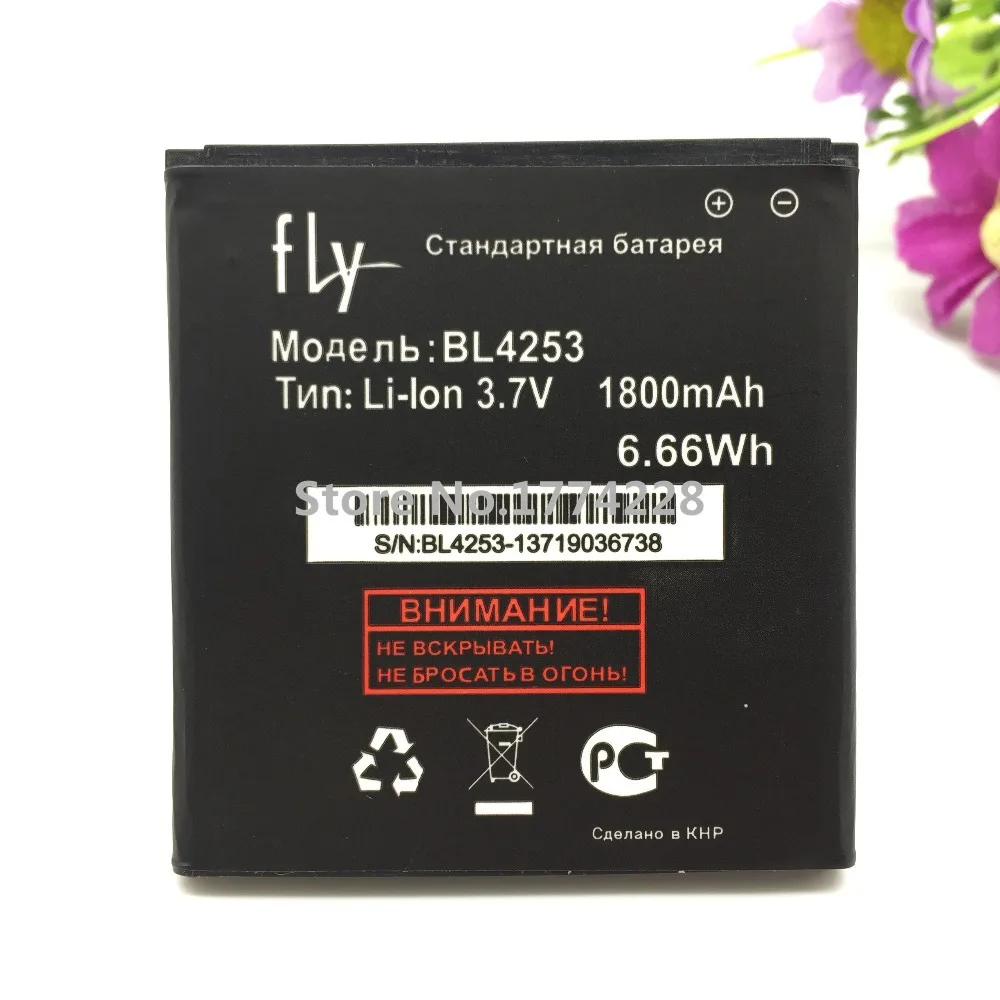 fly Стандартная батарея
Модель: BL4253
Тип: Li-Ion 3.7V 1800mAh
6.66Wh
Store No.1774228
S/N:BL4253-13719036738
ВНИМАНИЕ!
НЕ ВСКРЫВАТЬ!
НЕ БРОСАТЬ В ОГОНЬ!
РСТ
Сделано в КНР